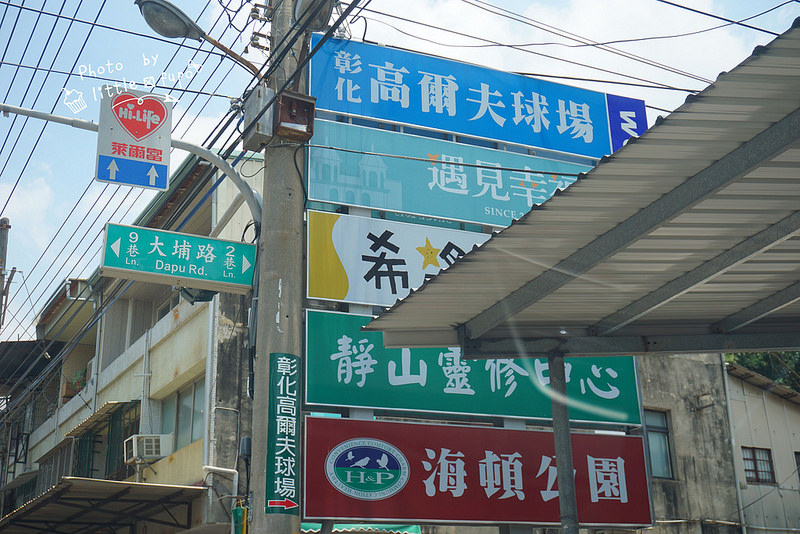 Photo by
little fupo
Hi-Life
萊爾富
彰化
高爾夫球場
遇見幸
SINCE
希
9巷 大埔路 2巷
Ln. Dapu Rd. Ln.
靜山靈修中心
彰化高爾夫球場
H&P
海頓公園